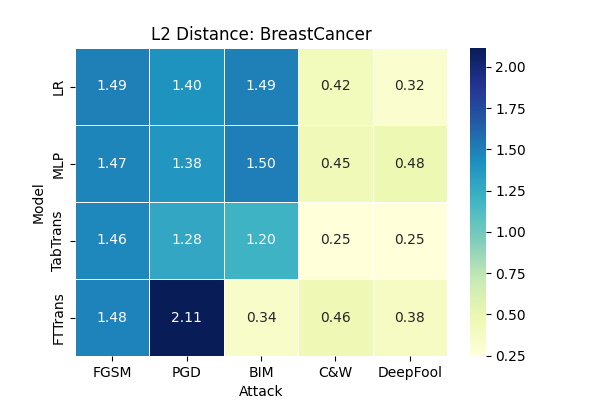 L2 Distance: BreastCancer
LR 1.49 1.40 1.49 0.42 0.32
MLP 1.47 1.38 1.50 0.45 0.48
TabTrans 1.46 1.28 1.20 0.25 0.25
FTTrans 1.48 2.11 0.34 0.46 0.38
FGSM PGD BIM C&W DeepFool
Attack
Model
2.00
1.75
1.50
1.25
1.00
0.75
0.50
0.25